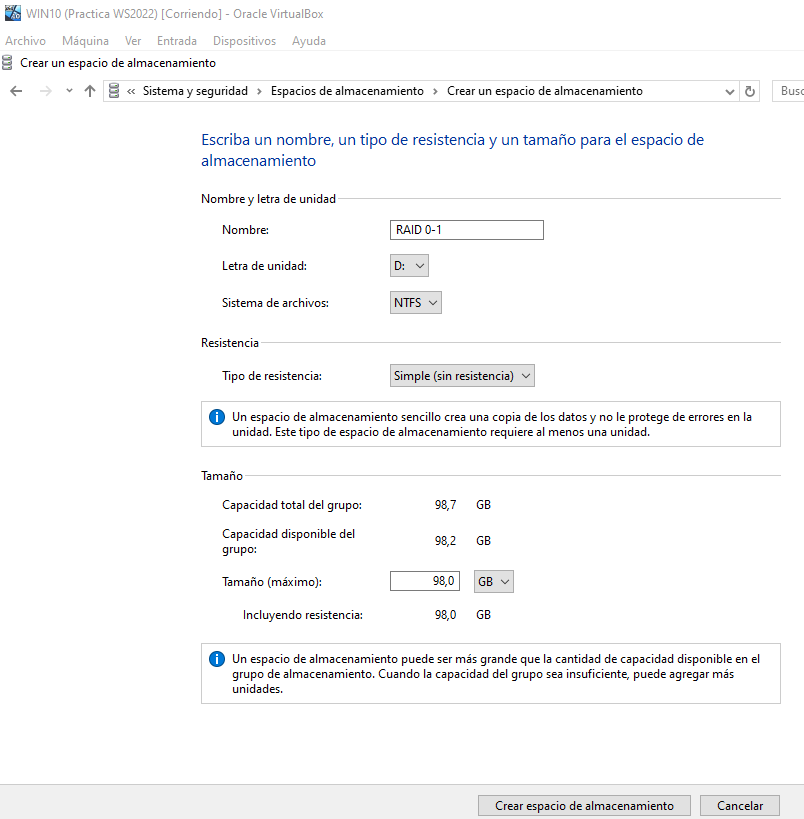 WIN10 (Practica WS2022) [Corriendo] - Oracle VirtualBox
Archivo Máquina Ver Entrada Dispositivos Ayuda
Crear un espacio de almacenamiento
« Sistema y seguridad > Espacios de almacenamiento > Crear un espacio de almacenamiento
Busc
Escriba un nombre, un tipo de resistencia y un tamaño para el espacio de
almacenamiento
Nombre y letra de unidad
Nombre: RAID 0-1
Letra de unidad: D:
Sistema de archivos: NTFS
Resistencia
Tipo de resistencia: Simple (sin resistencia)
Un espacio de almacenamiento sencillo crea una copia de los datos y no le protege de errores en la
unidad. Este tipo de espacio de almacenamiento requiere al menos una unidad.
Tamaño
Capacidad total del grupo: 98,7 GB
Capacidad disponible del
grupo: 98,2 GB
Tamaño (máximo): 98,0 GB
Incluyendo resistencia: 98,0 GB
Un espacio de almacenamiento puede ser más grande que la cantidad de capacidad disponible en el
grupo de almacenamiento. Cuando la capacidad del grupo sea insuficiente, puede agregar más
unidades.
Crear espacio de almacenamiento Cancelar